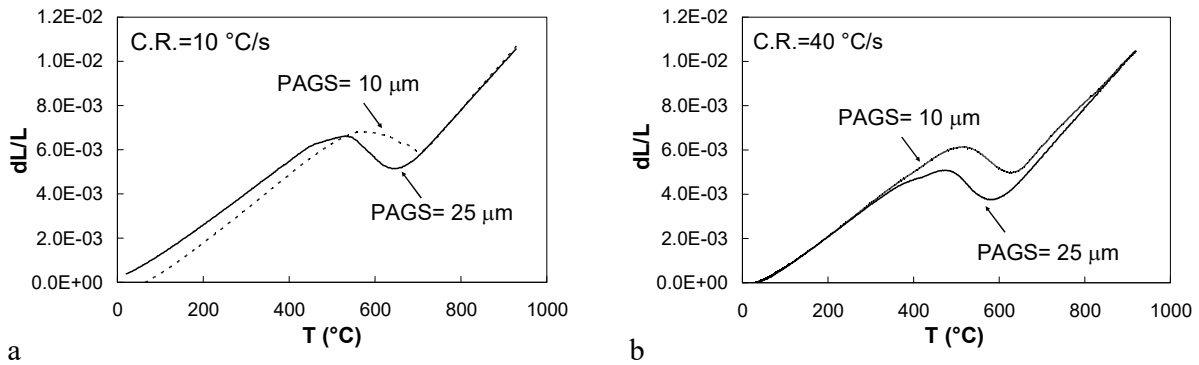 1.2E-02
1.0E-02
8.0E-03
6.0E-03
4.0E-03
2.0E-03
0.0E+00
dL/L
C.R.=10 °C/s
PAGS= 10 μm
PAGS= 25 μm
0 200 400 600 800 1000
T (°C)
a
1.2E-02
1.0E-02
8.0E-03
6.0E-03
4.0E-03
2.0E-03
0.0E+00
dL/L
C.R.=40 °C/s
PAGS= 10 μm
PAGS= 25 μm
0 200 400 600 800 1000
T (°C)
b